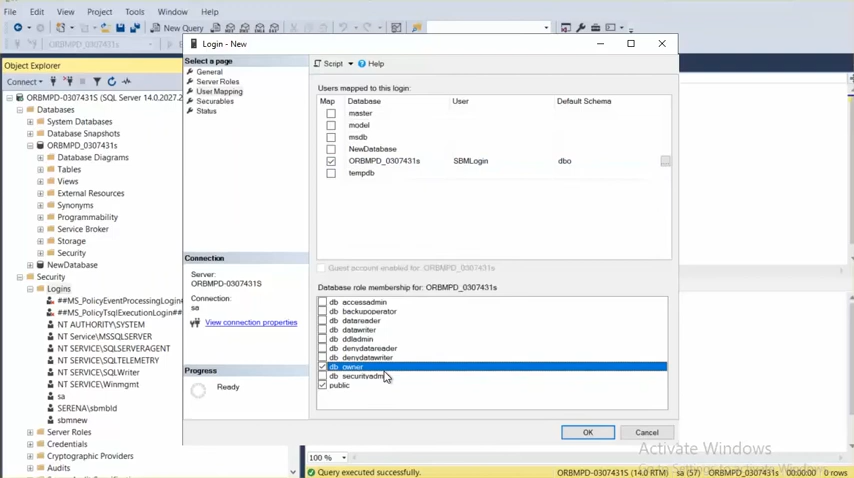 File Edit View Project Tools Window Help
New Query
ORBMPD_0307431s
Login - New
Object Explorer
Connect
ORBMPD-0307431S (SQL Server 14.0.2027.2
Databases
System Databases
Database Snapshots
ORBMPD_0307431s
Database Diagrams
Tables
Views
External Resources
Synonyms
Programmability
Service Broker
Storage
Security
NewDatabase
Security
Logins
##MS_PolicyEventProcessingLogin
##MS_PolicyTsqlExecutionLogin##
NT AUTHORITY\SYSTEM
NT Service\MSSQLSERVER
NT SERVICE\SQLSERVERAGENT
NT SERVICE\SQLTELEMETRY
NT SERVICE\SQLWriter
NT SERVICE\Winmgmt
sa
SERENA\sbmbld
sbmnew
Server Roles
Credentials
Cryptographic Providers
Audits
Select a page
General
Server Roles
User Mapping
Securables
Status
Connection
Server:
ORBMPD-0307431S
Connection:
sa
View connection properties
Progress
Ready
Script Help
Users mapped to this login:
Map Database User Default Schema
master
model
msdb
NewDatabase
ORBMPD_0307431s SBMLogin dbo
tempdb
Guest account enabled for: ORBMPD_0307431s
Database role membership for: ORBMPD_0307431s
db_accessadmin
db_backupoperator
db_datareader
db_datawriter
db_ddladmin
db_denydatareader
db_denydatawriter
db_owner
db_securityadmin
public
OK Cancel
Activate Windows
100 %
Query executed successfully. ORBMPD-0307431S (14.0 RTM) sa (57) 00:00:00 0 rows